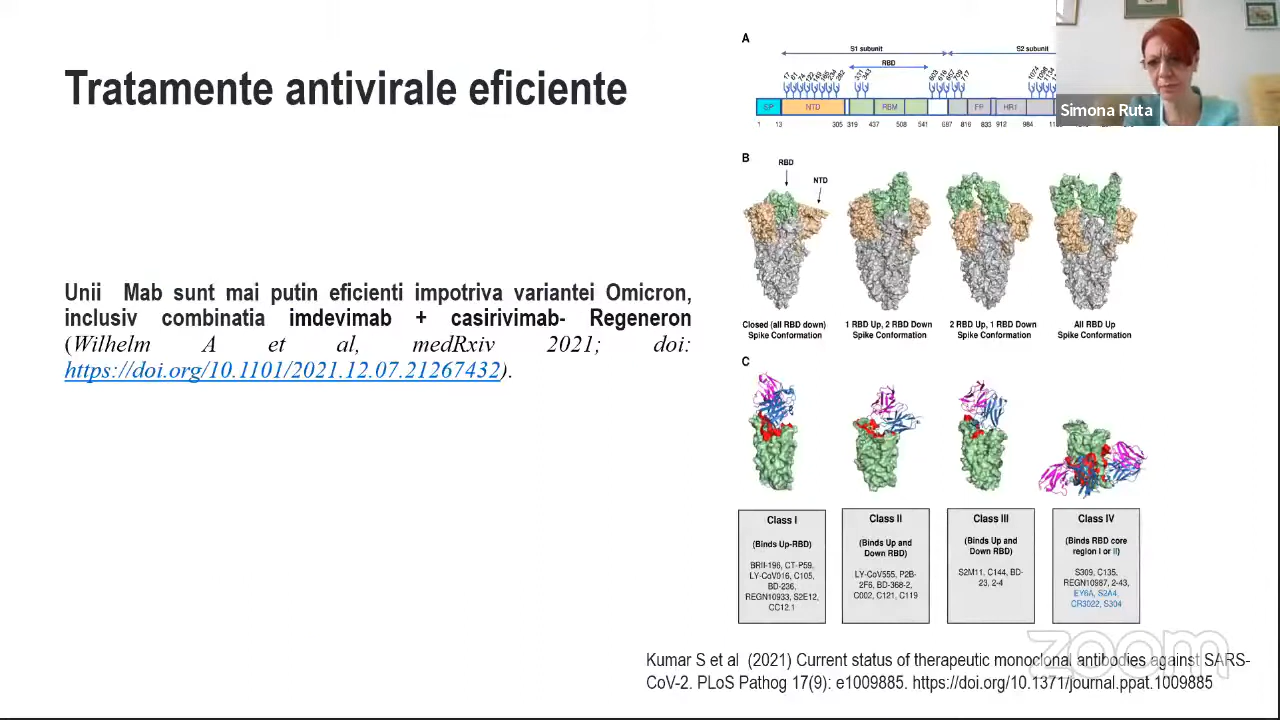 Tratamente antivirale eficiente
Unii Mab sunt mai putin eficienti impotriva variantei Omicron,
inclusiv combinatia imdevimab + casirivimab- Regeneron
(Wilhelm A et al, medRxiv 2021; doi:
https://doi.org/10.1101/2021.12.07.21267432).
A
S1 subunit
S2 subunit
RBD
SP
NTD
RBM
FP
HR1
1
13
305
319
437
508
541
687
816
833
912
984
Simona Ruta
B
RBD
NTD
Closed (all RBD down)
Spike Conformation
1 RBD Up, 2 RBD Down
Spike Conformation
2 RBD Up, 1 RBD Down
Spike Conformation
All RBD Up
Spike Conformation
C
Class I
(Binds Up-RBD)
BRII-196, CT-P59,
LY-CoV016, C105,
BD-236,
REGN10933, S2E12,
CC12.1
Class II
(Binds Up and
Down RBD)
LY-CoV555, P2B-
2F6, BD-368-2,
C002, C121, C119
Class III
(Binds Up and
Down RBD)
S2M11, C144, BD-
23, 2-4
Class IV
(Binds RBD core
region I or II)
S309, C135,
REGN10987, 2-43,
EY6A, S2A4,
CR3022, S304
zoom
Kumar S et al (2021) Current status of therapeutic monoclonal antibodies against SARS-
CoV-2. PLoS Pathog 17(9): e1009885. https://doi.org/10.1371/journal.ppat.1009885